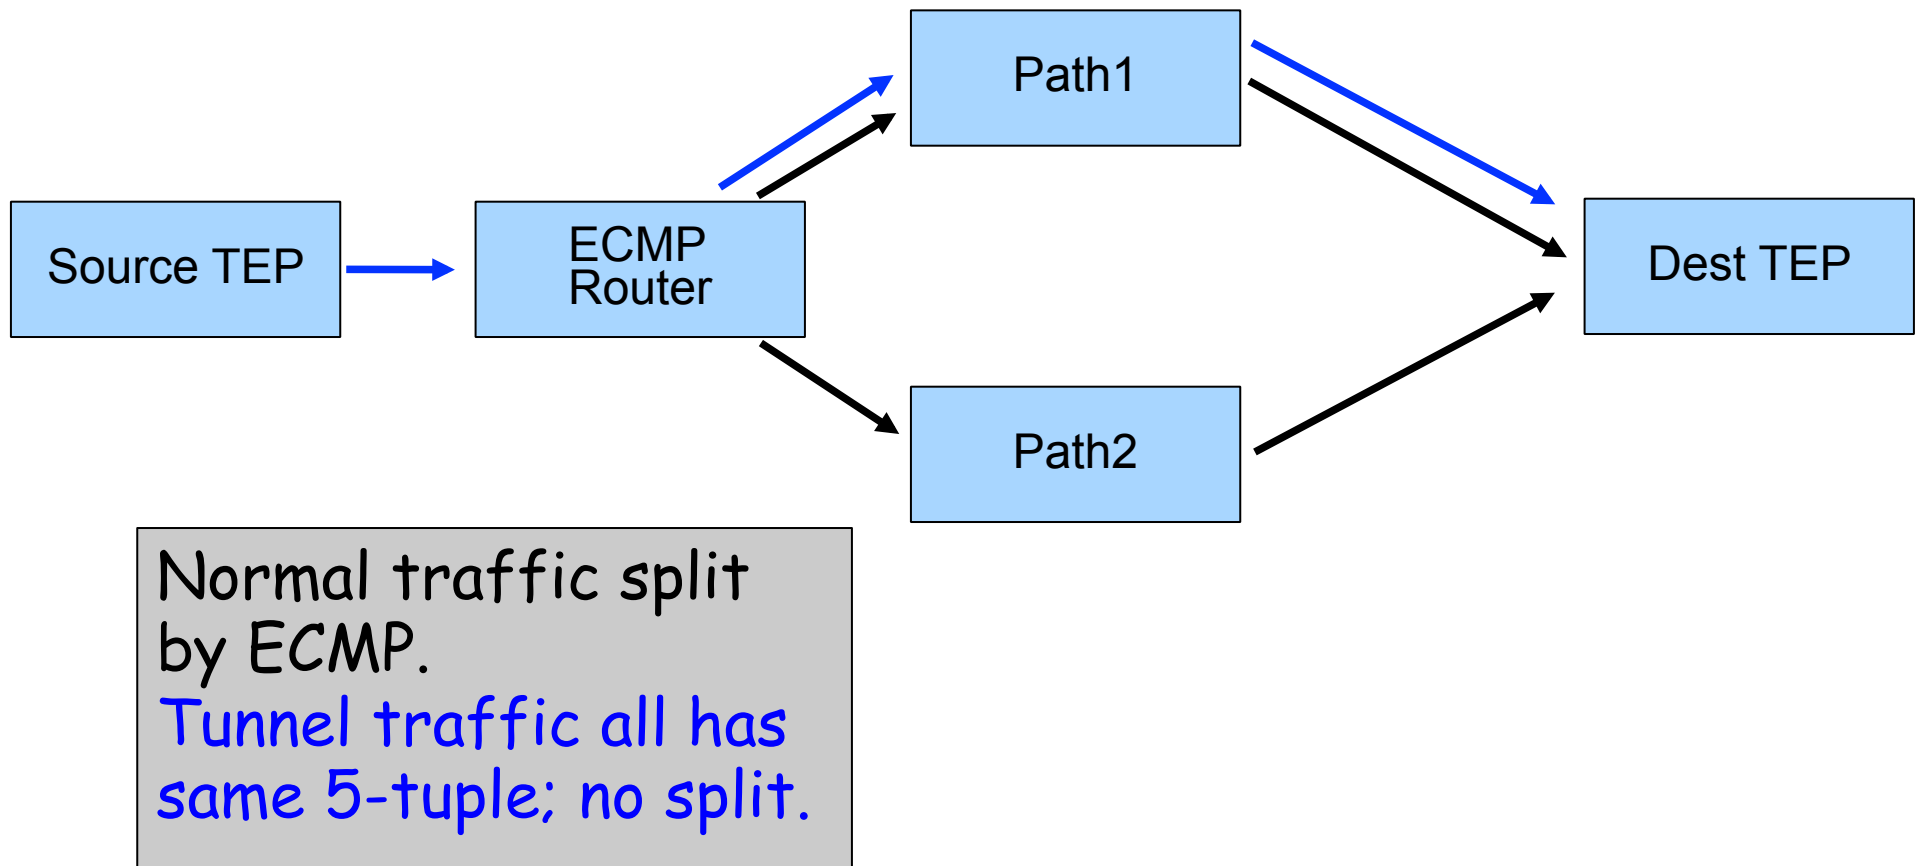 Path1
Source TEP
ECMP
Router
Dest TEP
Path2
Normal traffic split
by ECMP.
Tunnel traffic all has
same 5-tuple; no split.